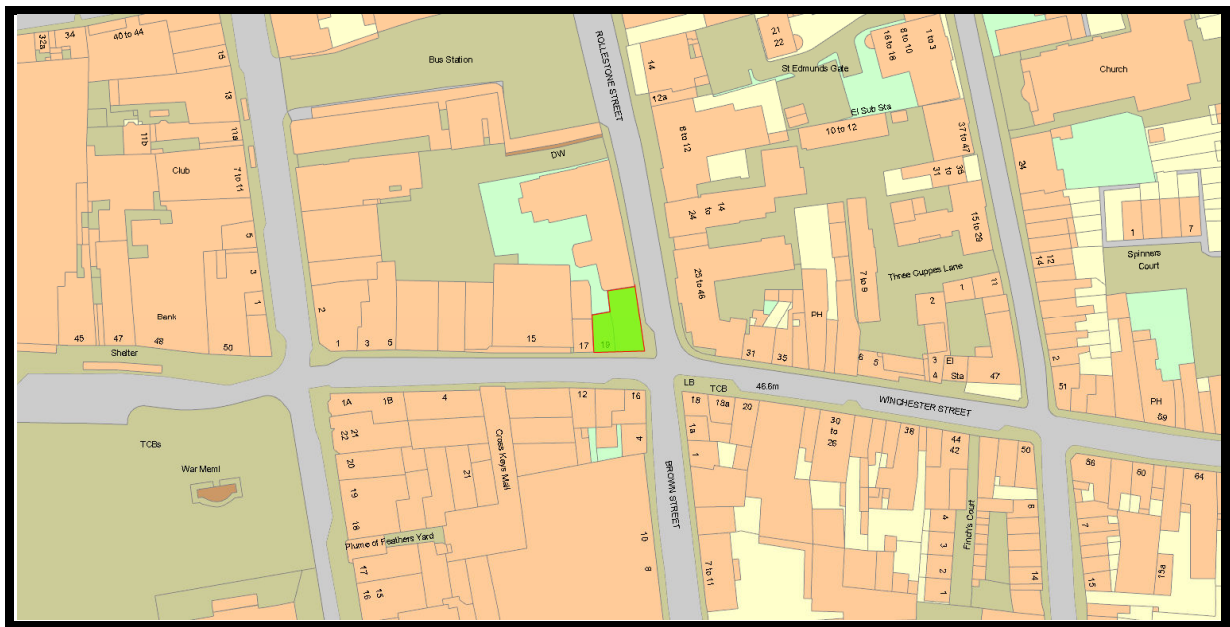 32a
34
40 to 44
15
13
11b
11a
Club
7 to 11
5
3
1
Bank
45
47
48
50
Shelter
Bus Station
ROLLESTONE STREET
DW
2
1
3
5
15
17
19
14
12a
6 to 12
21
22
St Edmunds Gate
16 to 18
6 to 10
1 to 3
El Sub Sta
10 to 12
37 to 47
31 to 35
24 to 14
15 to 29
25 to 46
7 to 9
Three Cuppes Lane
PH
2
1
11
31
35
6
5
3
El
4
Sta
47
Church
24
1
7
Spinners
Court
14
12
2
51
PH
59
LB
TCB
46.6m
WINCHESTER STREET
TCBs
War Meml
1A
1B
4
12
16
4
22
21
20
19
18
21
Cross Keys Mall
Plume of Feathers Yard
17
16
15
10
8
BROWN STREET
18
18a
20
1a
1
30
to
26
38
44
42
50
7 to 11
4
3
2
1
Finch's Court
6
14
56
60
64
7
15
15a